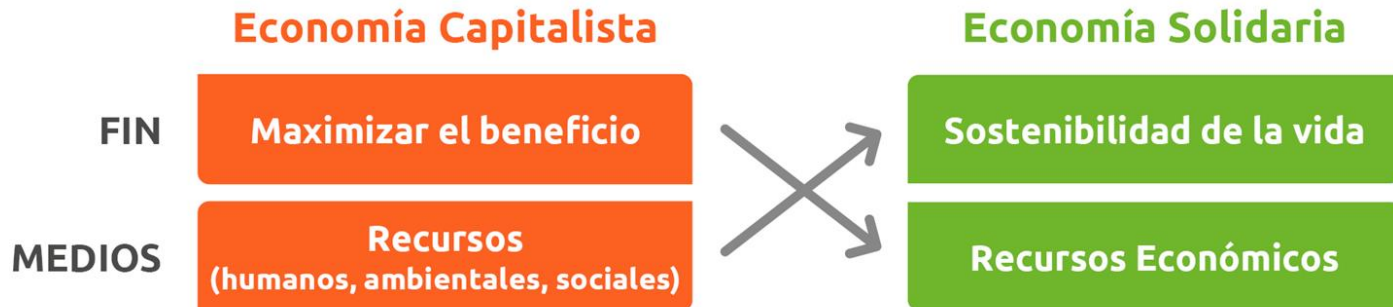 Economía Capitalista
Economía Solidaria
FIN
Maximizar el beneficio
Sostenibilidad de la vida
MEDIOS
Recursos
(humanos, ambientales, sociales)
Recursos Económicos